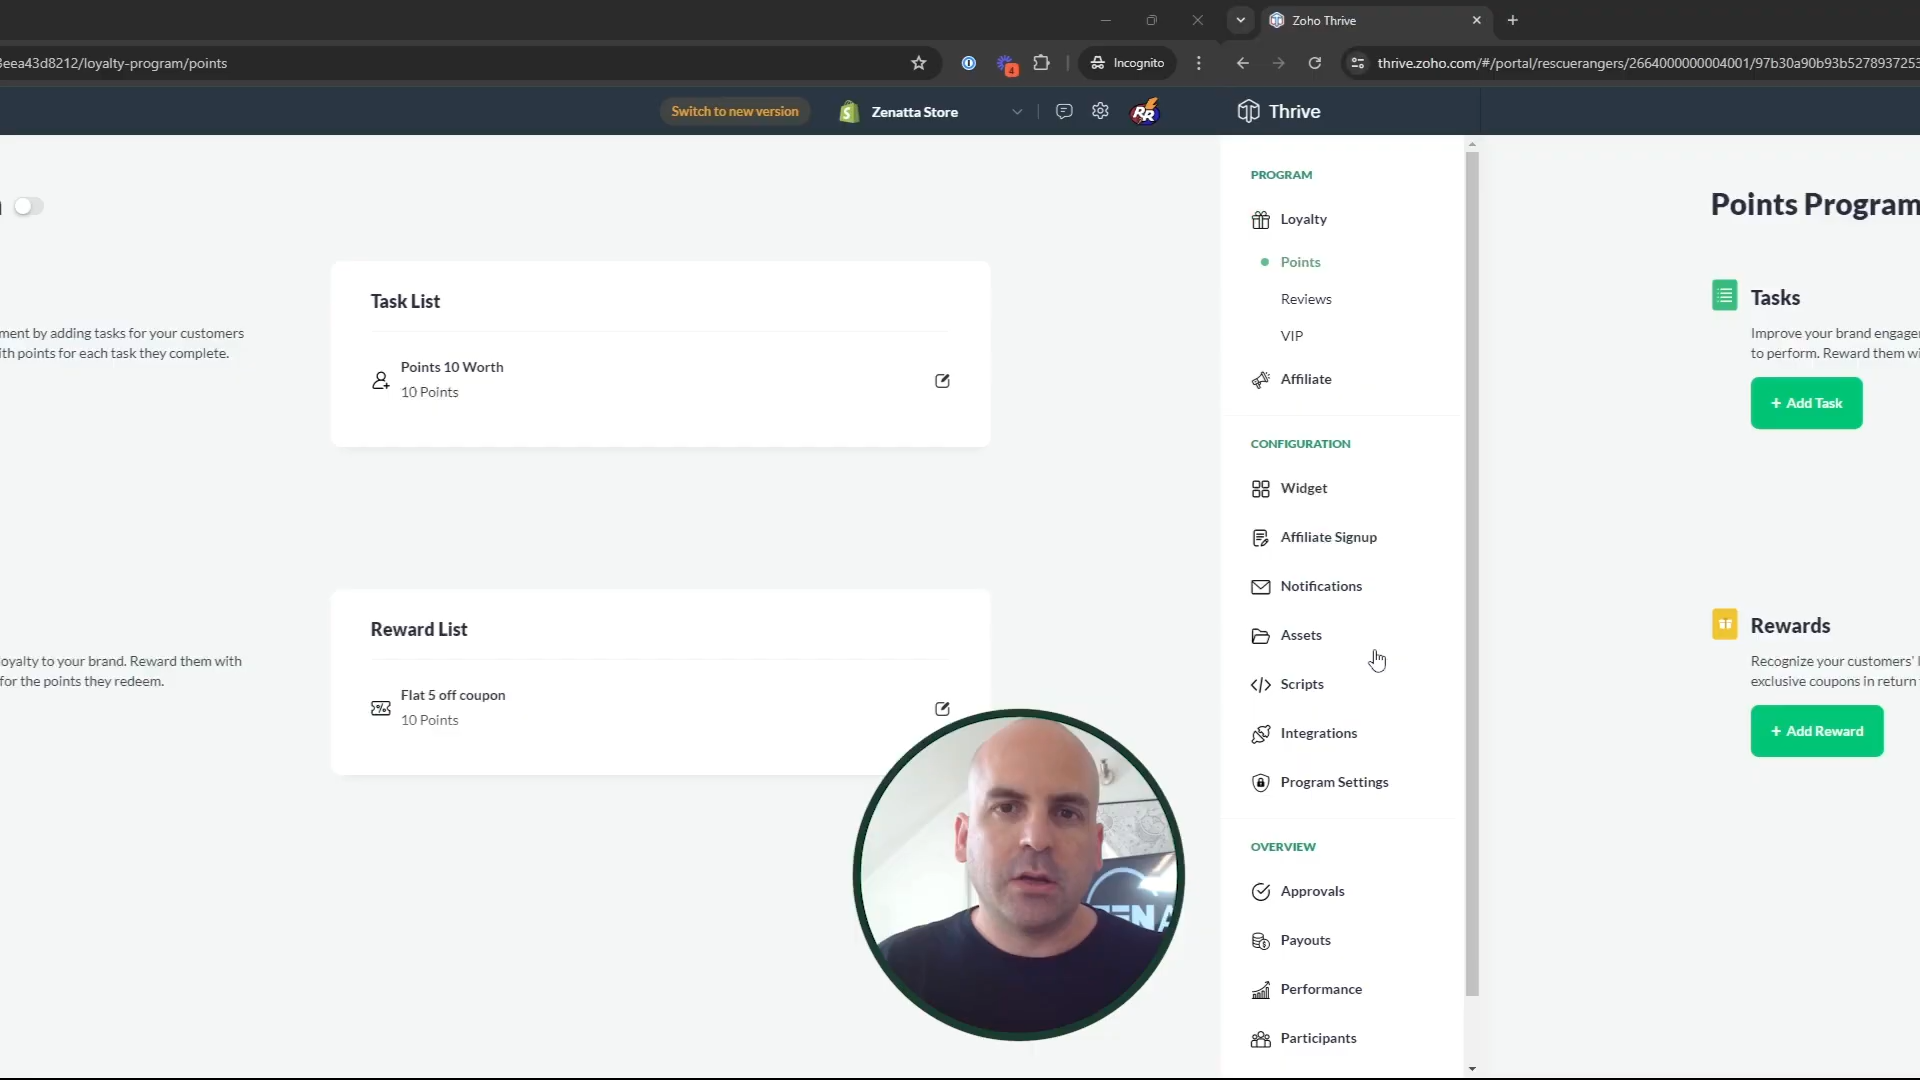 Zoho Thrive
3eea43d8212/loyalty-program/points
4
Incognito
thrive.zoho.com/#/portal/rescuerangers/2664000000004001/97b30a90b93b5278937253
Switch to new version
Zenatta Store
RR
Thrive
PROGRAM
Loyalty
Points
Reviews
VIP
Affiliate
CONFIGURATION
Widget
Affiliate Signup
Notifications
Assets
Scripts
Integrations
Program Settings
OVERVIEW
Approvals
Payouts
Performance
Participants
ment by adding tasks for your customers
ith points for each task they complete.
Task List
Points 10 Worth
10 Points
oyalty to your brand. Reward them with
for the points they redeem.
Reward List
Flat 5 off coupon
10 Points
Points Program
Tasks
Improve your brand engage
to perform. Reward them wi
+ Add Task
Rewards
Recognize your customers' l
exclusive coupons in return
+ Add Reward